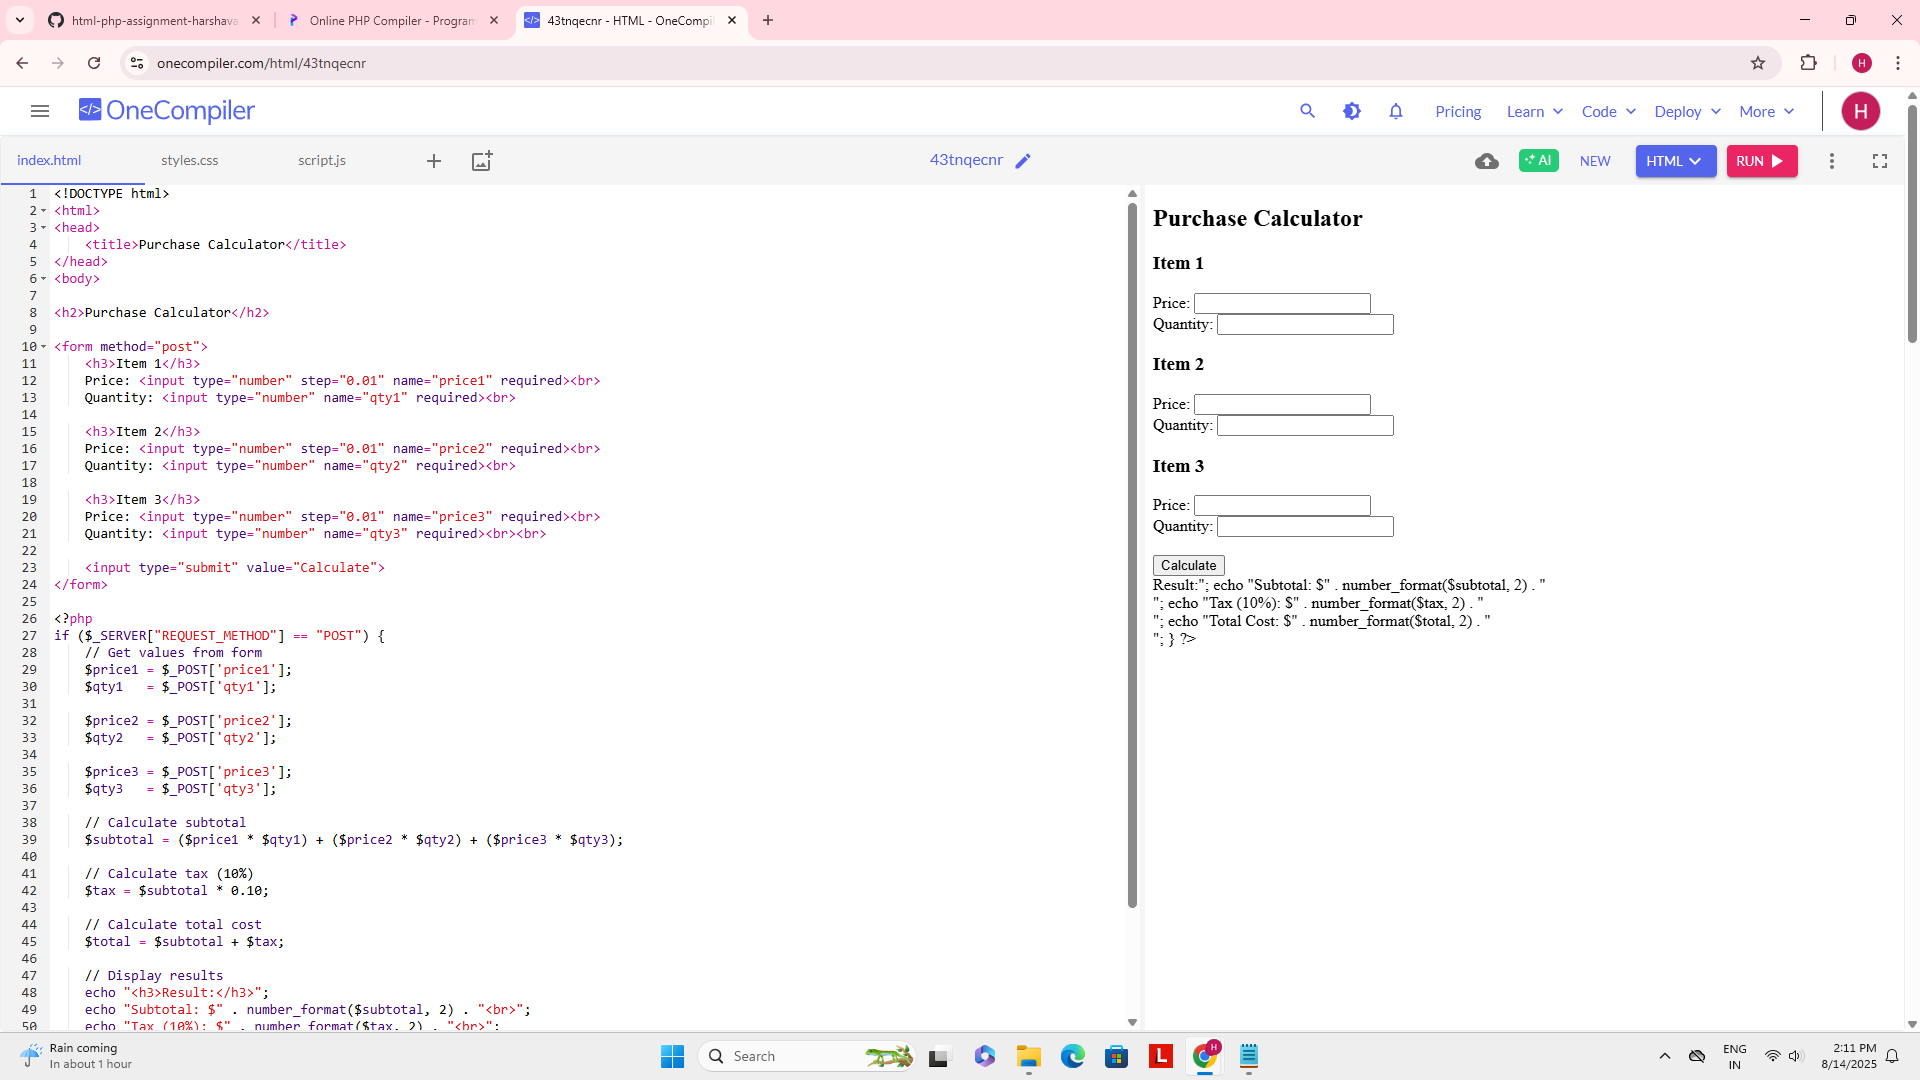 html-php-assignment-harshava
Online PHP Compiler - Program
43tnqecnr - HTML - OneCompil
onecompiler.com/html/43tnqecnr
H
OneCompiler
Pricing
Learn
Code
Deploy
More
H
index.html
styles.css
script.js
43tnqecnr
AI
NEW
HTML
RUN
1 <!DOCTYPE html>
2 <html>
3 <head>
4     <title>Purchase Calculator</title>
5 </head>
6 <body>
7
8 <h2>Purchase Calculator</h2>
9
10 <form method="post">
11     <h3>Item 1</h3>
12     Price: <input type="number" step="0.01" name="price1" required><br>
13     Quantity: <input type="number" name="qty1" required><br>
14
15     <h3>Item 2</h3>
16     Price: <input type="number" step="0.01" name="price2" required><br>
17     Quantity: <input type="number" name="qty2" required><br>
18
19     <h3>Item 3</h3>
20     Price: <input type="number" step="0.01" name="price3" required><br>
21     Quantity: <input type="number" name="qty3" required><br><br>
22
23     <input type="submit" value="Calculate">
24 </form>
25
26 <?php
27 if ($_SERVER["REQUEST_METHOD"] == "POST") {
28     // Get values from form
29     $price1 = $_POST['price1'];
30     $qty1   = $_POST['qty1'];
31
32     $price2 = $_POST['price2'];
33     $qty2   = $_POST['qty2'];
34
35     $price3 = $_POST['price3'];
36     $qty3   = $_POST['qty3'];
37
38     // Calculate subtotal
39     $subtotal = ($price1 * $qty1) + ($price2 * $qty2) + ($price3 * $qty3);
40
41     // Calculate tax (10%)
42     $tax = $subtotal * 0.10;
43
44     // Calculate total cost
45     $total = $subtotal + $tax;
46
47     // Display results
48     echo "<h3>Result:</h3>";
49     echo "Subtotal: $" . number_format($subtotal, 2) . "<br>";
50     echo "Tax (10%): $" . number_format($tax, 2) . "<br>";
Purchase Calculator
Item 1
Price:
Quantity:
Item 2
Price:
Quantity:
Item 3
Price:
Quantity:
Calculate
Result:"; echo "Subtotal: $" . number_format($subtotal, 2) . "
"; echo "Tax (10%): $" . number_format($tax, 2) . "
"; echo "Total Cost: $" . number_format($total, 2) . "
"; } ?>
Rain coming
In about 1 hour
Search
L
H
ENG
IN
2:11 PM
8/14/2025